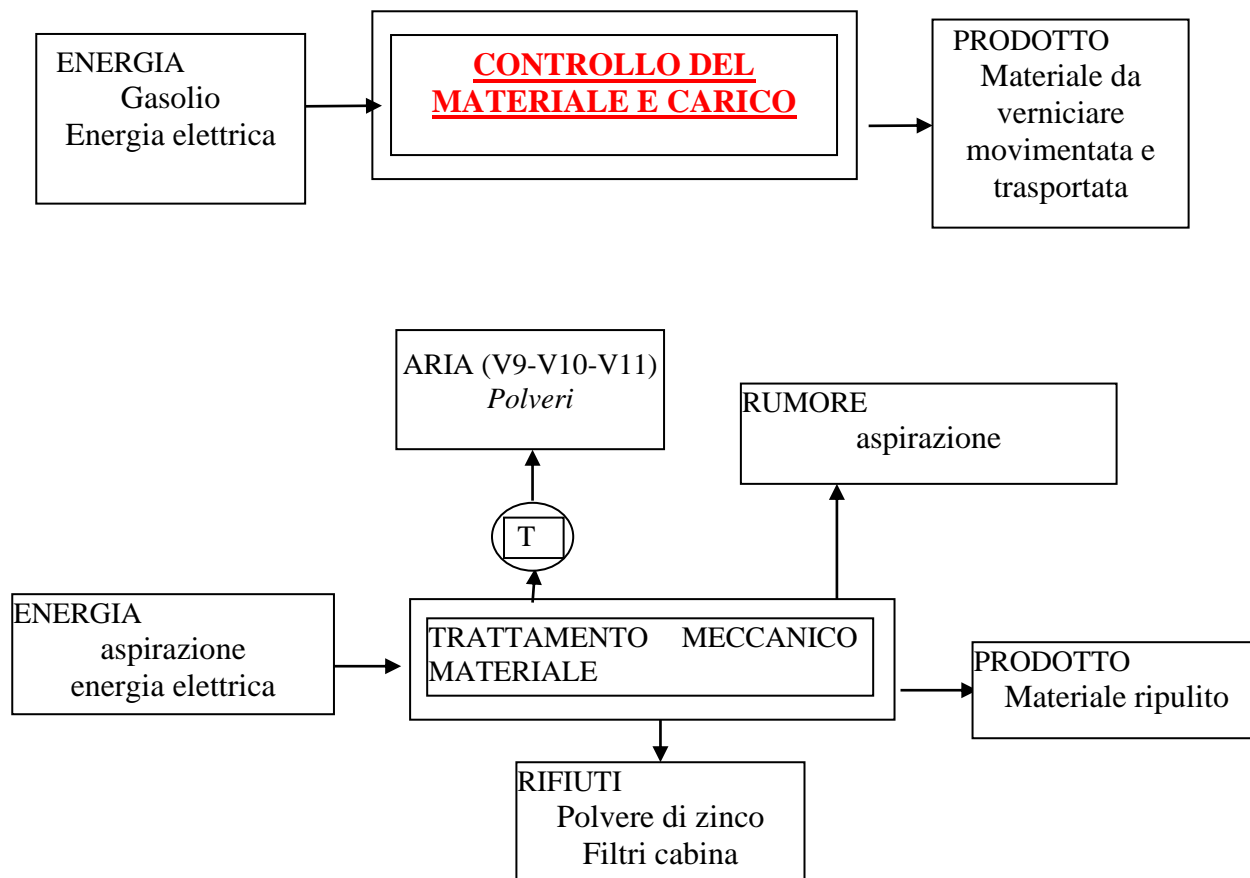 ENERGIA
Gasolio
Energia elettrica
CONTROLLO DEL
MATERIALE E CARICO
PRODOTTO
Materiale da
verniciare
movimentata e
trasportata
ARIA (V9-V10-V11)
Polveri
RUMORE
aspirazione
T
ENERGIA
aspirazione
energia elettrica
TRATTAMENTO MECCANICO
MATERIALE
PRODOTTO
Materiale ripulito
RIFIUTI
Polvere di zinco
Filtri cabina